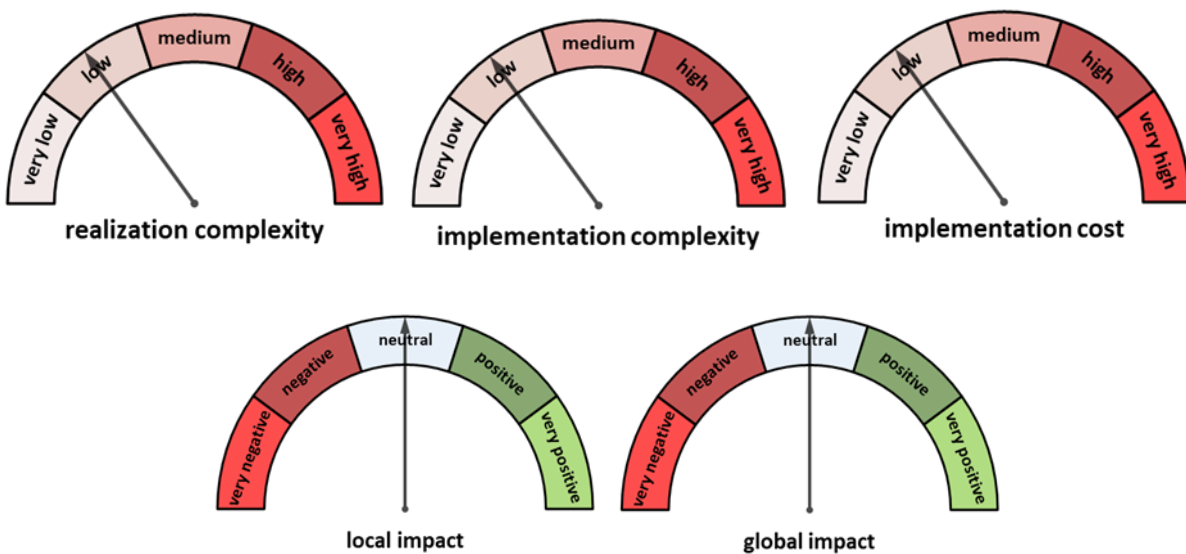 very low
low
medium
high
very high
realization complexity
very low
low
medium
high
very high
implementation complexity
very low
low
medium
high
very high
implementation cost
very negative
negative
neutral
positive
very positive
local impact
very negative
negative
neutral
positive
very positive
global impact